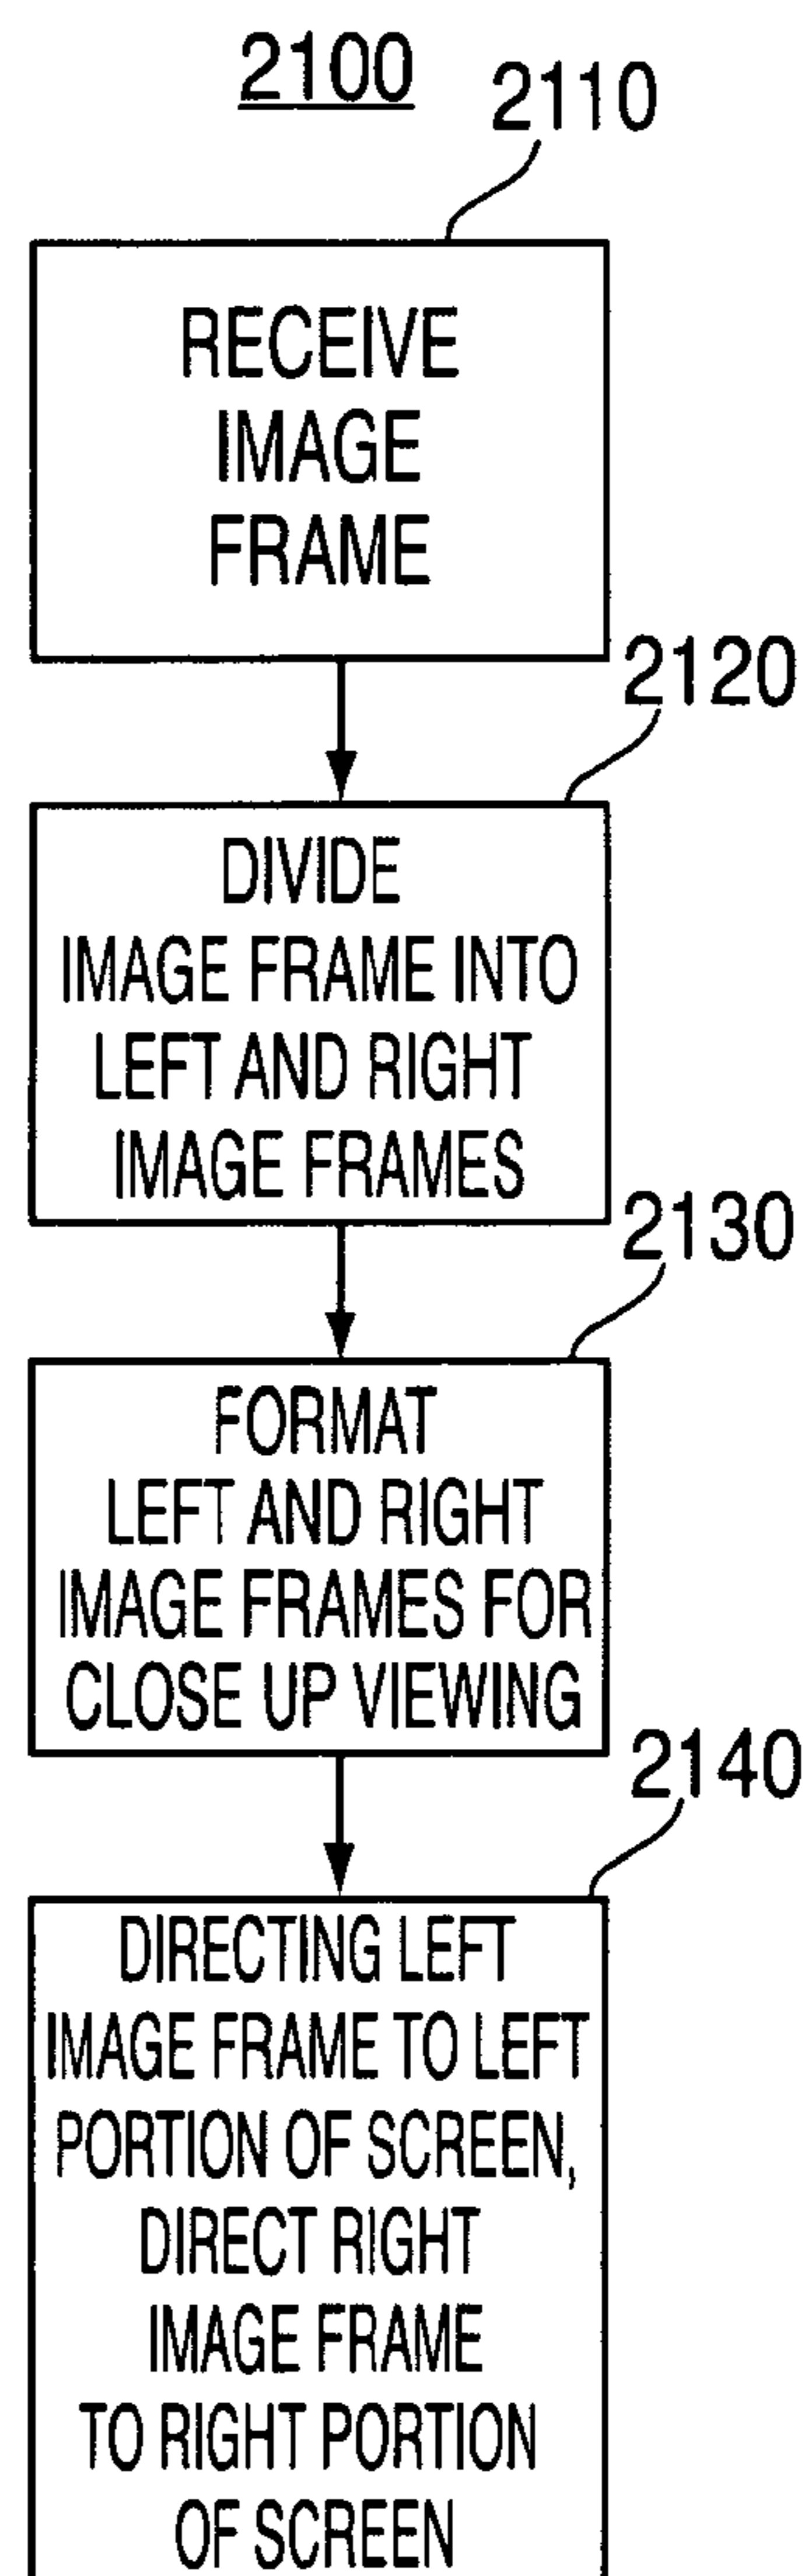 2100
2110
RECEIVE
IMAGE
FRAME
2120
DIVIDE
IMAGE FRAME INTO
LEFT AND RIGHT
IMAGE FRAMES
2130
FORMAT
LEFT AND RIGHT
IMAGE FRAMES FOR
CLOSE UP VIEWING
2140
DIRECTING LEFT
IMAGE FRAME TO LEFT
PORTION OF SCREEN,
DIRECT RIGHT
IMAGE FRAME
TO RIGHT PORTION
OF SCREEN